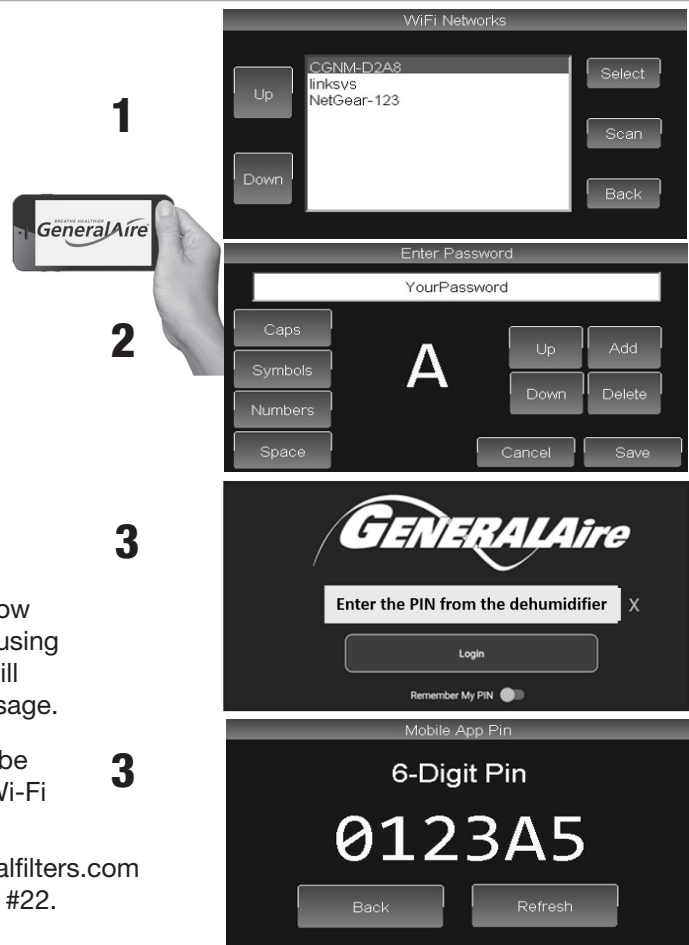 WiFi Networks
CGNM-D2A8
linksvs
NetGear-123
Up
Down
Select
Scan
Back
1
BREATHE HEALTHIER
GeneralAire
2
Enter Password
YourPassword
Caps
Symbols
Numbers
Space
A
Up
Add
Down
Delete
Cancel
Save
3
GENERALAire
Enter the PIN from the dehumidifier X
Login
Remember My PIN
ow
using
ill
sage.
be
Wi-Fi
alfilters.com
#22.
3
Mobile App Pin
6-Digit Pin
0123A5
Back
Refresh